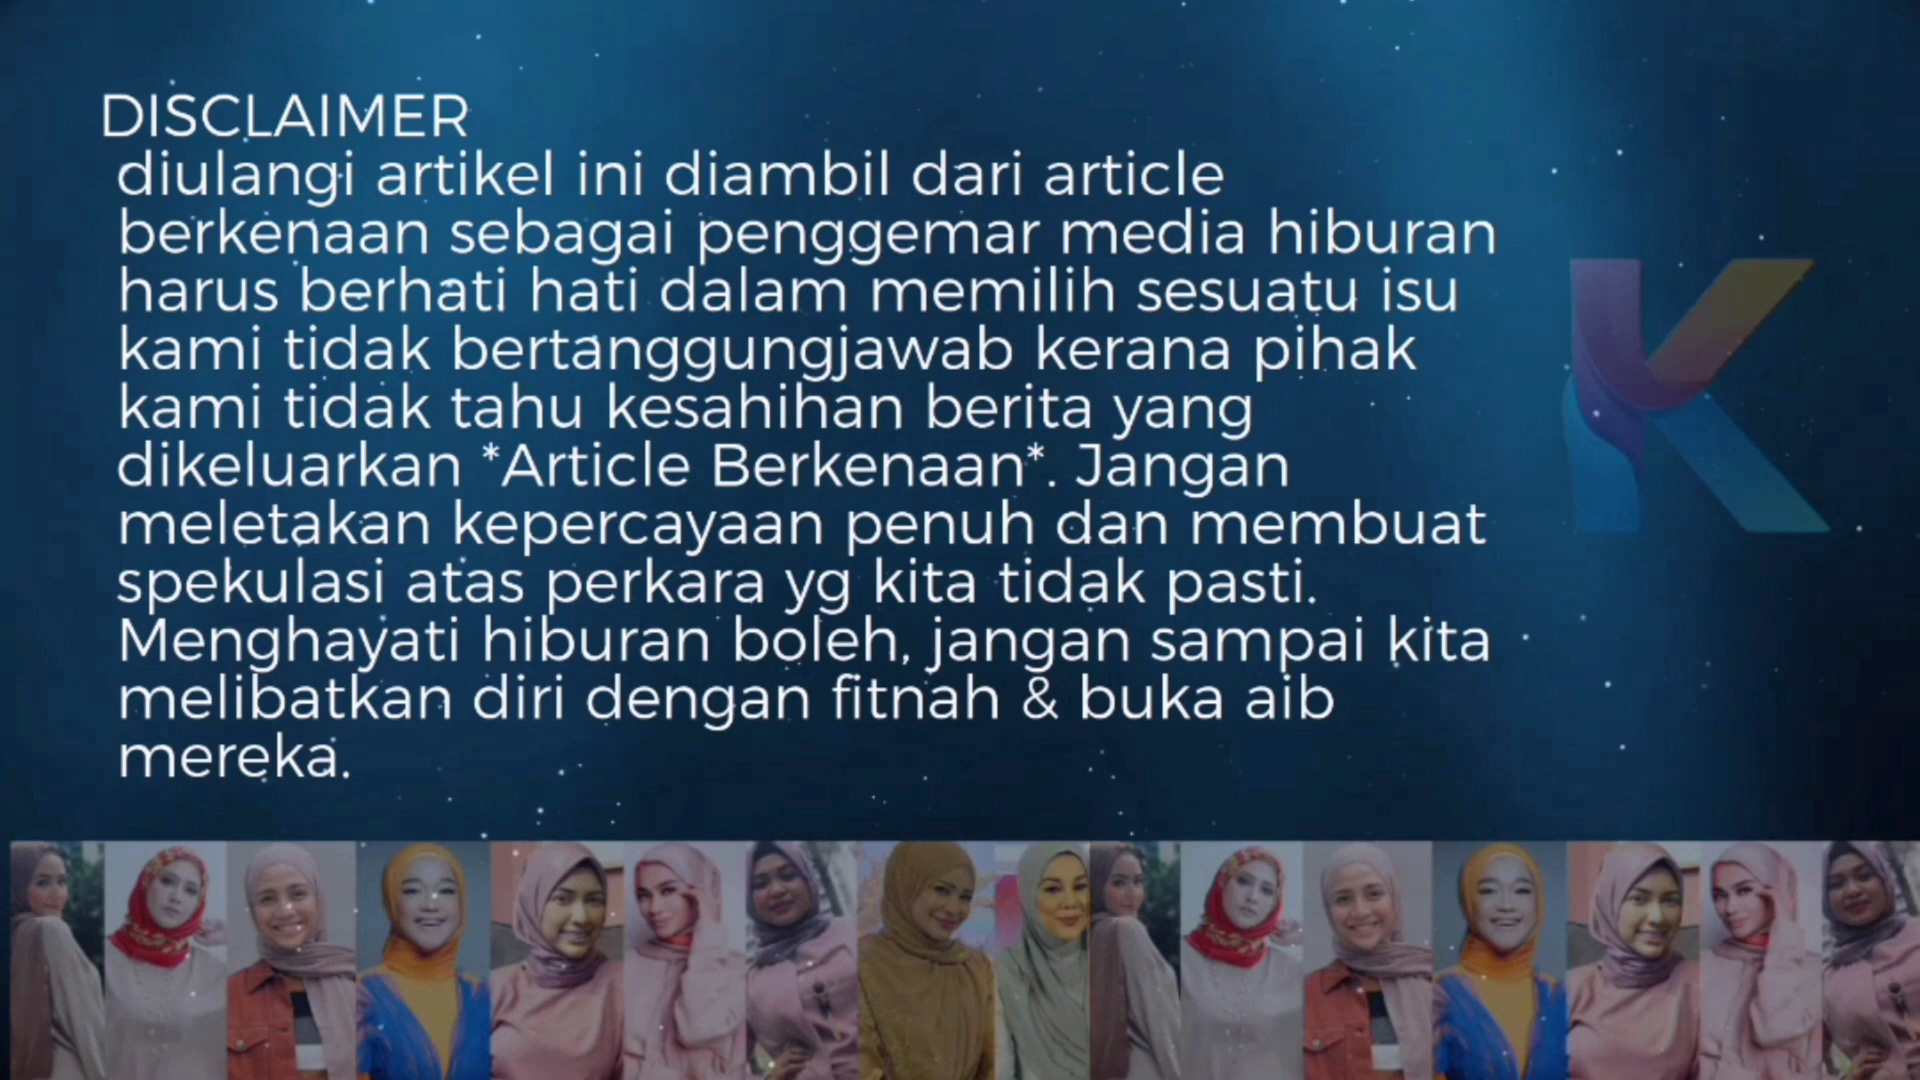 DISCLAIMER
diulangi artikel ini diambil dari article
berkenaan sebagai penggemar media hiburan
harus berhati hati dalam memilih sesuatu isu
kami tidak bertanggungjawab kerana pihak
kami tidak tahu kesahihan berita yang
dikeluarkan *Article Berkenaan*. Jangan
meletakan kepercayaan penuh dan membuat
spekulasi atas perkara yg kita tidak pasti.
Menghayati hiburan boleh, jangan sampai kita
melibatkan diri dengan fitnah & buka aib
mereka.
K